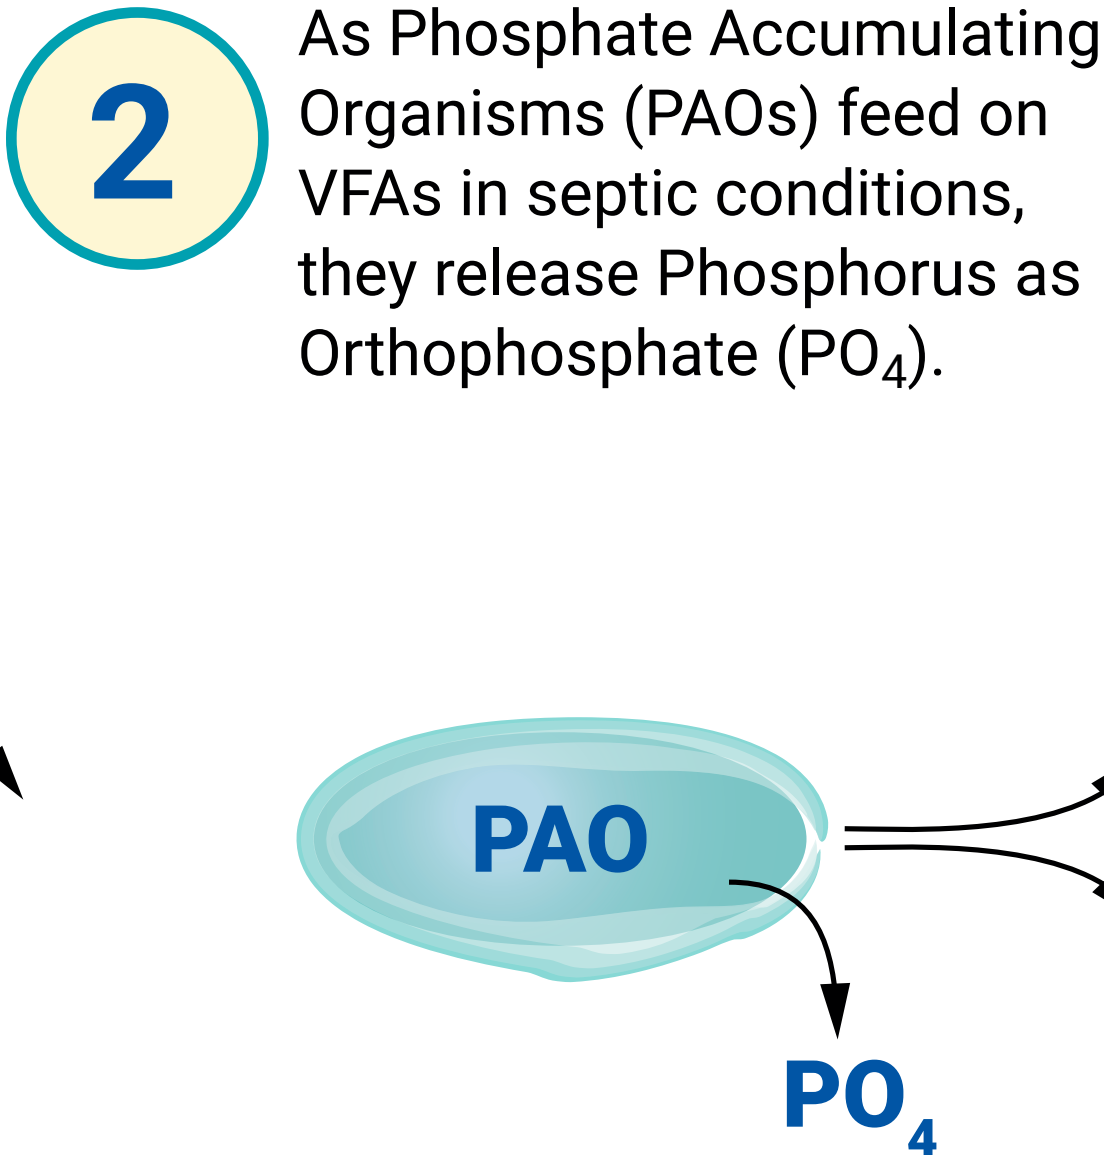 2
As Phosphate Accumulating
Organisms (PAOs) feed on
VFAs in septic conditions,
they release Phosphorus as
Orthophosphate (PO₄).
PAO
PO₄